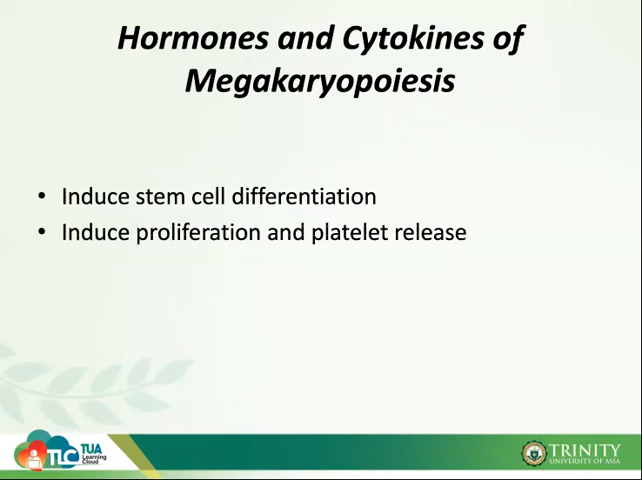 Hormones and Cytokines of
Megakaryopoiesis
• Induce stem cell differentiation
• Induce proliferation and platelet release
TLC TUA
Learning
Cloud
TRINITY
UNIVERSITY OF ASIA